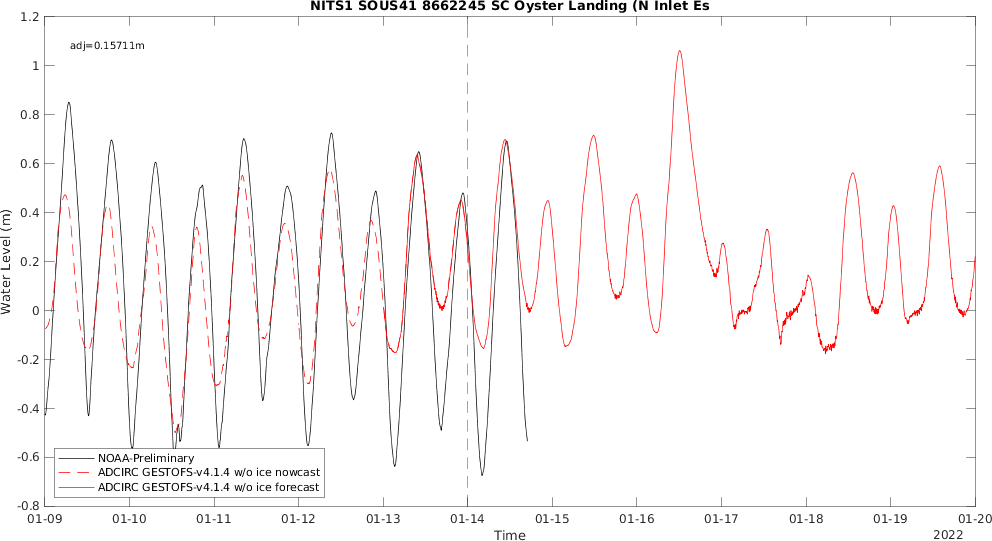 NITS1 SOUS41 8662245 SC Oyster Landing (N Inlet Es
adj=0.15711m
1.2
1
0.8
0.6
0.4
0.2
0
-0.2
-0.4
-0.6
-0.8
Water Level (m)
NOAA-Preliminary
ADCIRC GESTOFS-v4.1.4 w/o ice nowcast
ADCIRC GESTOFS-v4.1.4 w/o ice forecast
01-09 01-10 01-11 01-12 01-13 01-14 01-15 01-16 01-17 01-18 01-19 01-20
Time
2022